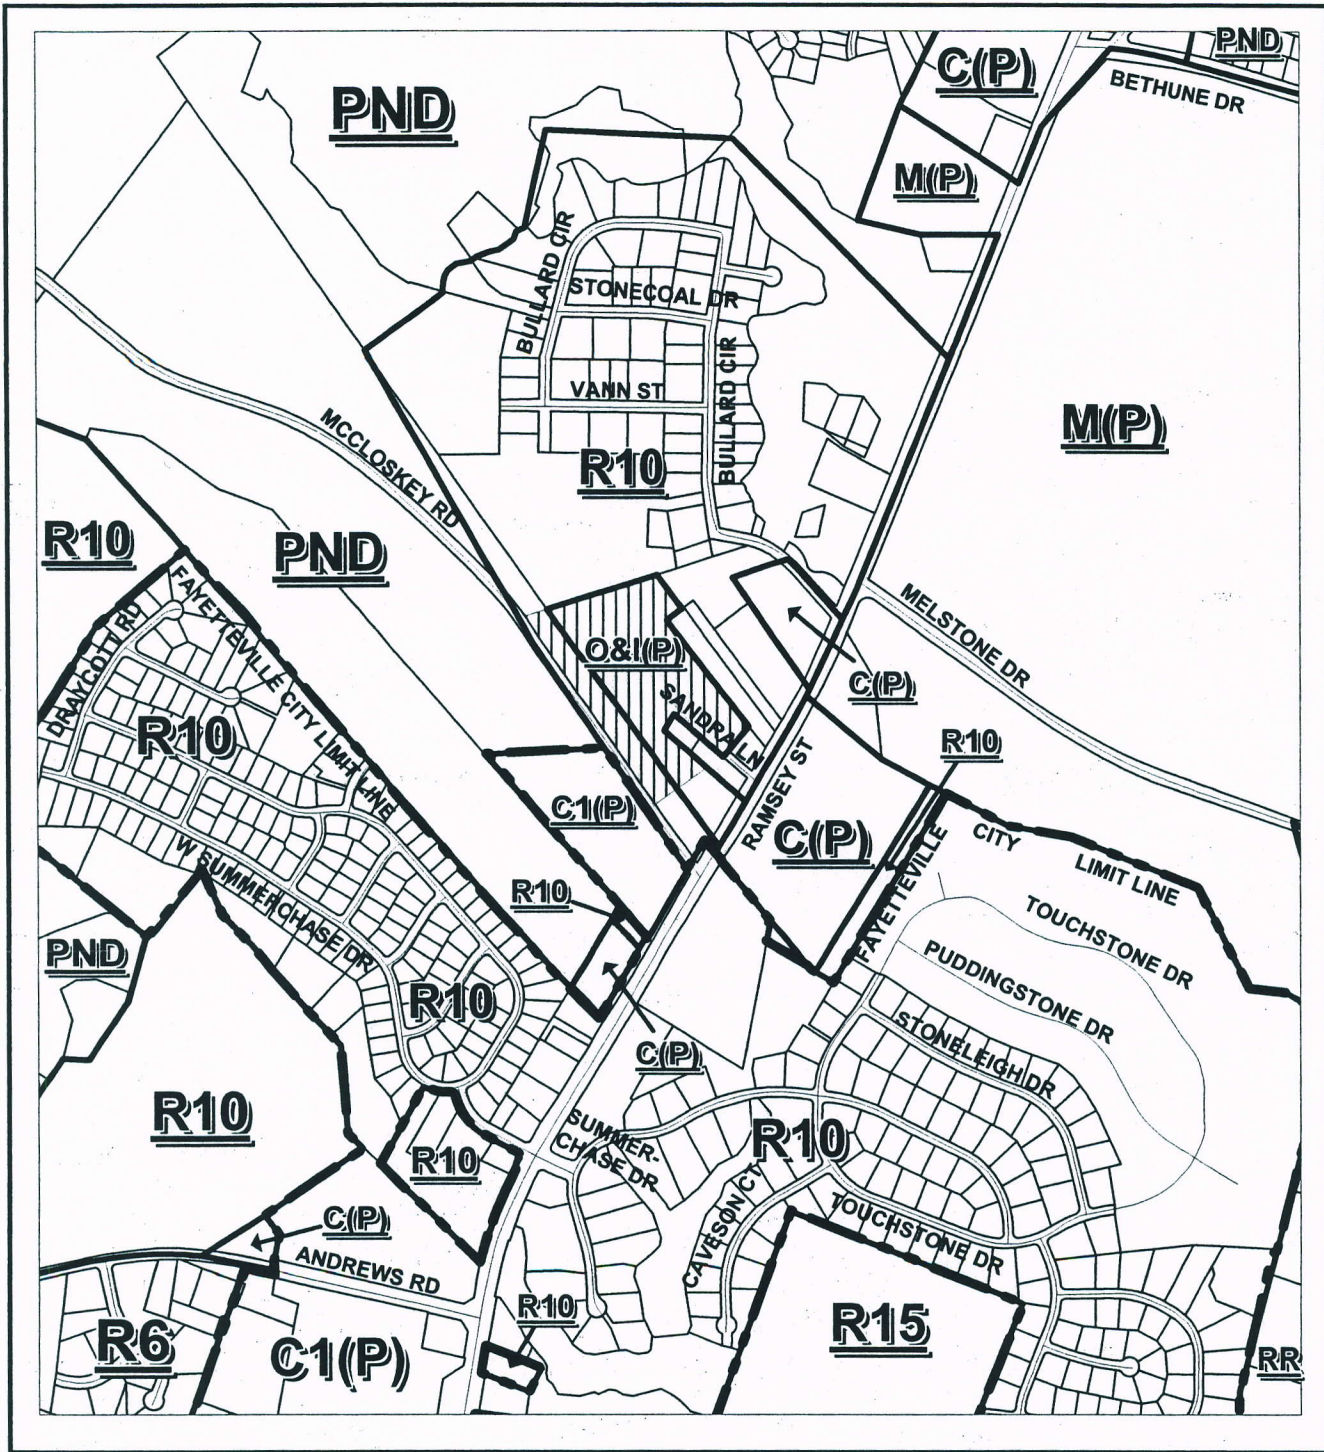 PND
C(P)
BETHUNE DR
PND
M(P)
BULLARD CIR
STONECOAL DR
BULLARD CIR
VANN ST
M(P)
R10
MCCLOSKEY RD
R10
PND
FAYETTEVILLE CITY LIMIT LINE
DRAYCOTT RD
R10
O&I(P)
SANDRA LN
MELSTONE DR
C(P)
R10
RAMSEY ST
C1(P)
C(P)
FAYETTEVILLE
CITY
LIMIT LINE
W SUMMERCHASE DR
R10
TOUCHSTONE DR
PUDDINGSTONE DR
PND
R10
STONELEIGH DR
C(P)
R10
SUMMER-
CHASE DR
R10
R10
CAVESON CT
TOUCHSTONE DR
C(P)
ANDREWS RD
R10
R6
C1(P)
R15
RR